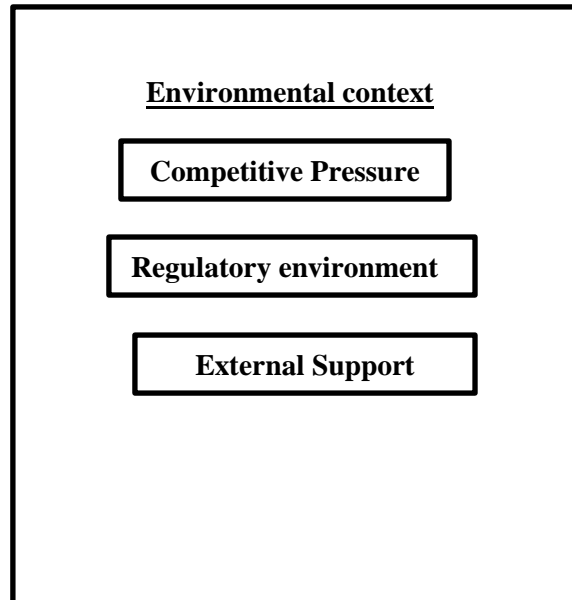 Environmental context
Competitive Pressure
Regulatory environment
External Support